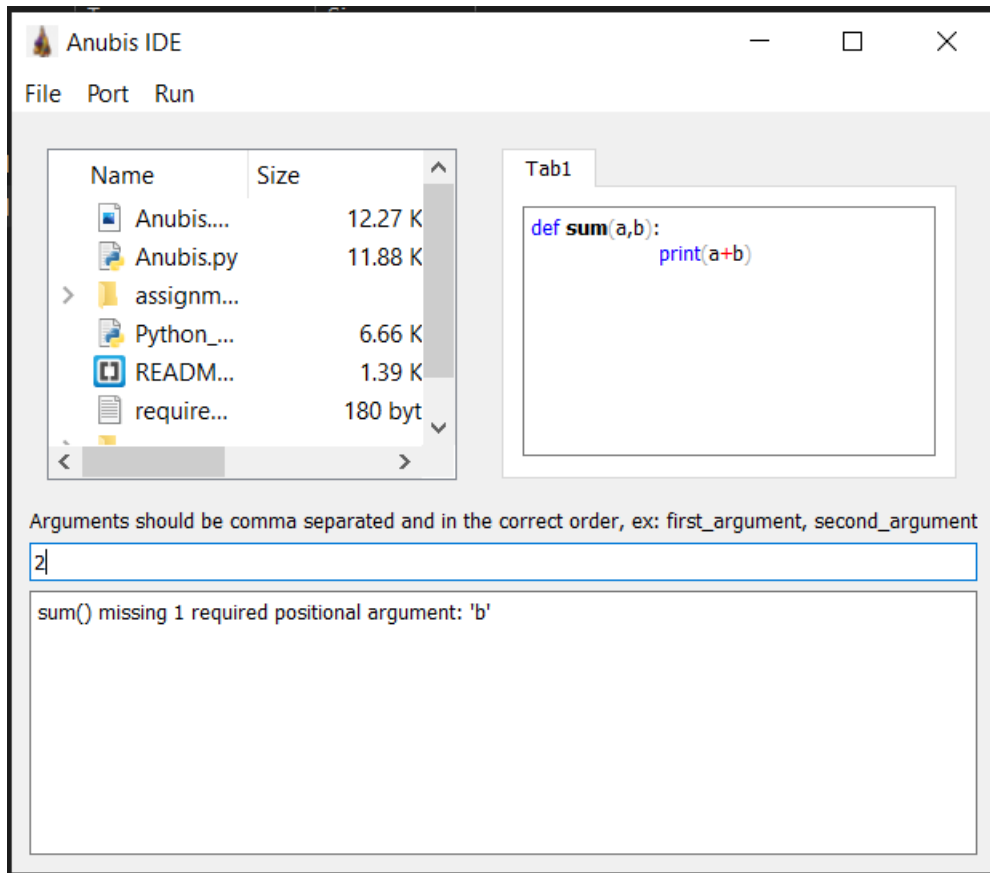 Anubis IDE
File Port Run
Name Size
Anubis.... 12.27 K
Anubis.py 11.88 K
assignm...
Python_... 6.66 K
READM... 1.39 K
require... 180 byt
Tab1
def sum(a,b):
print(a+b)
Arguments should be comma separated and in the correct order, ex: first_argument, second_argument
2
sum() missing 1 required positional argument: 'b'